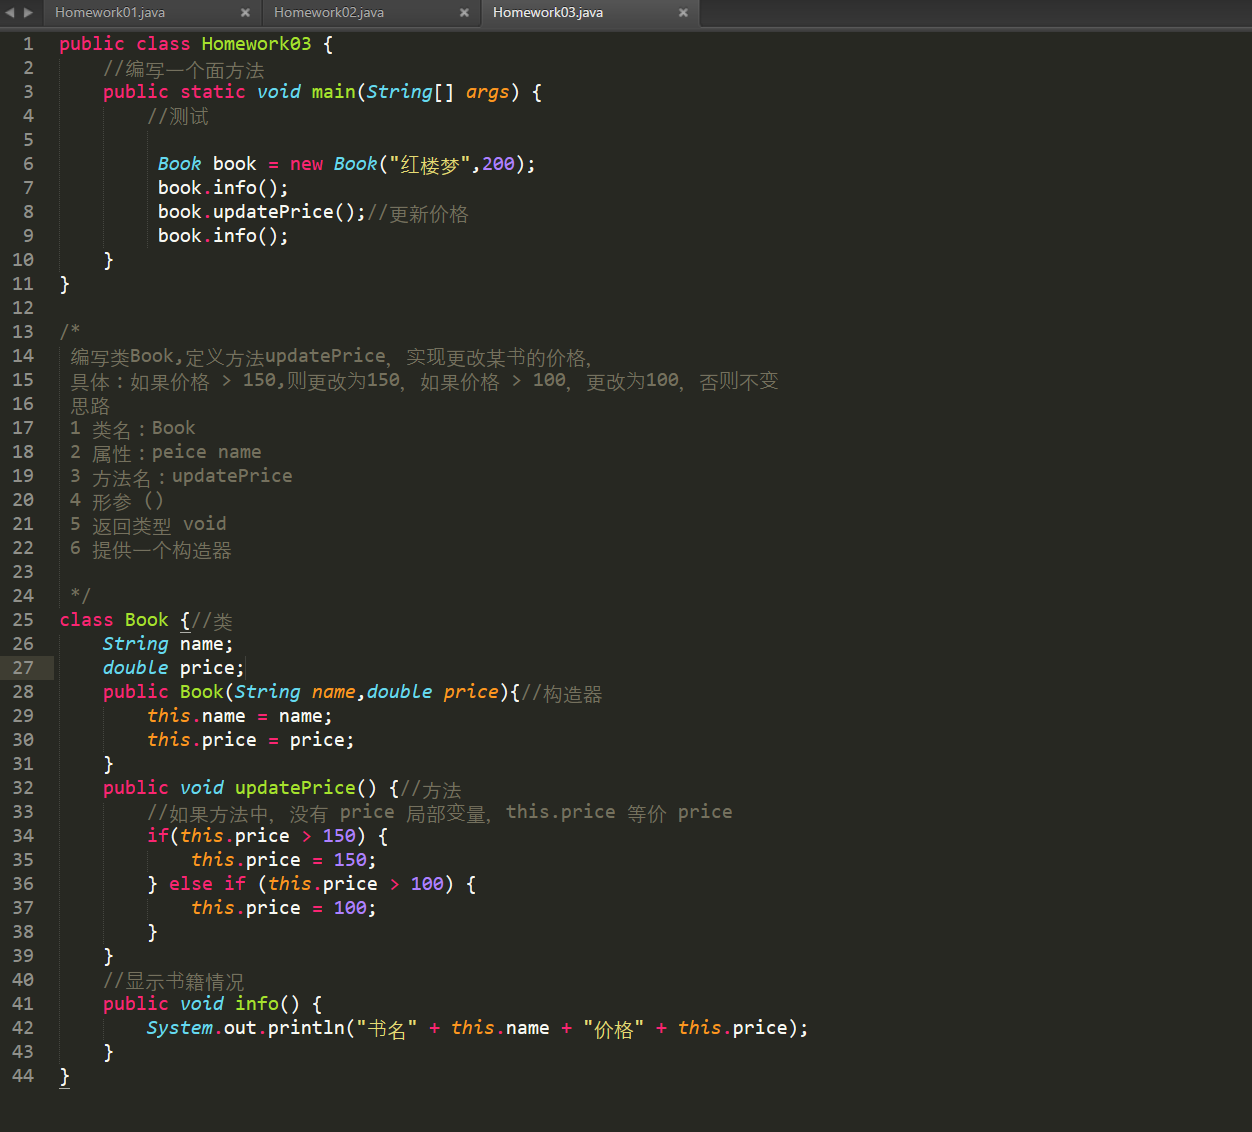 Homework01.java × Homework02.java × Homework03.java ×
1 public class Homework03 {
2 //编写一个面方法
3 public static void main(String[] args) {
4 //测试
5
6 Book book = new Book("红楼梦",200);
7 book.info();
8 book.updatePrice();//更新价格
9 book.info();
10 }
11 }
12
13 /*
14 编写类Book,定义方法updatePrice，实现更改某书的价格，
15 具体：如果价格 > 150,则更改为150，如果价格 > 100，更改为100，否则不变
16 思路
17 1 类名：Book
18 2 属性：peice name
19 3 方法名：updatePrice
20 4 形参 ()
21 5 返回类型 void
22 6 提供一个构造器
23
24 */
25 class Book {//类
26 String name;
27 double price;
28 public Book(String name,double price){//构造器
29 this.name = name;
30 this.price = price;
31 }
32 public void updatePrice() {//方法
33 //如果方法中，没有 price 局部变量，this.price 等价 price
34 if(this.price > 150) {
35 this.price = 150;
36 } else if (this.price > 100) {
37 this.price = 100;
38 }
39 }
40 //显示书籍情况
41 public void info() {
42 System.out.println("书名" + this.name + "价格" + this.price);
43 }
44 }